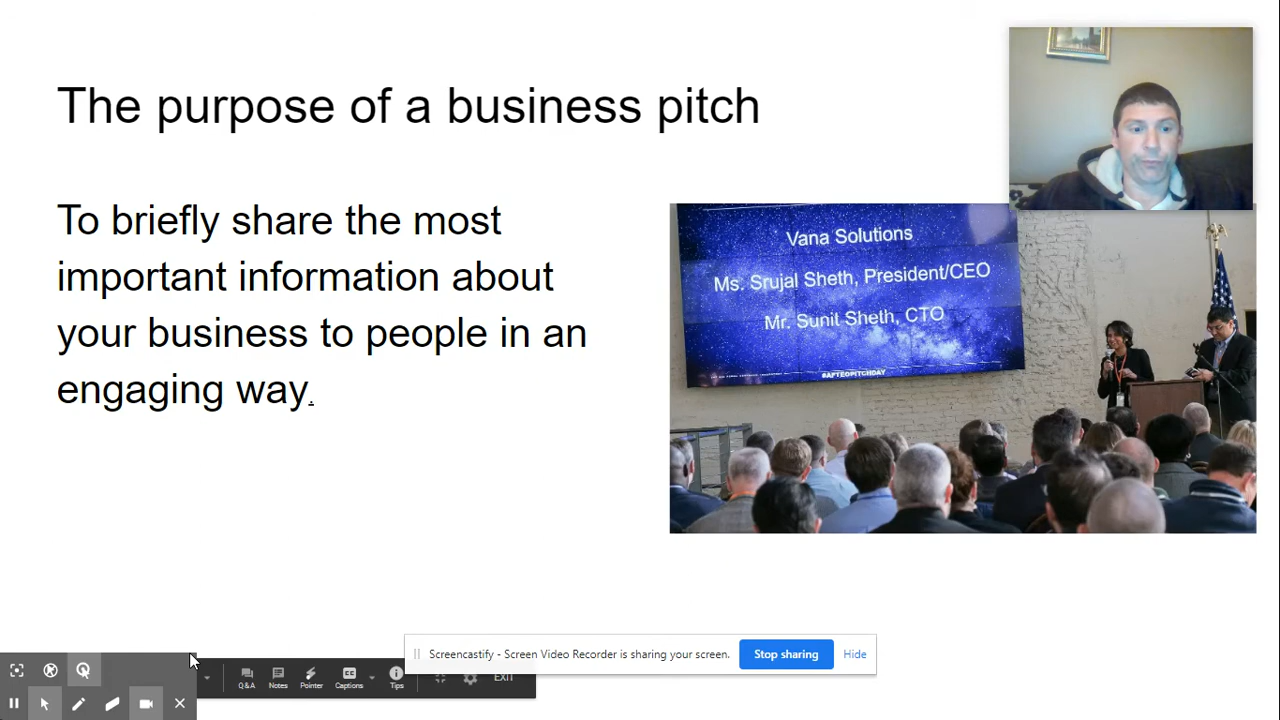 The purpose of a business pitch
To briefly share the most
important information about
your business to people in an
engaging way.
Vana Solutions
Ms. Srujal Sheth, President/CEO
Mr. Sunit Sheth, CTO
#AFTEDPITCHDAY
Screencastify - Screen Video Recorder is sharing your screen.
Stop sharing
Hide
Q&A
Notes
Pointer
CC
Captions
Tips
EXIT